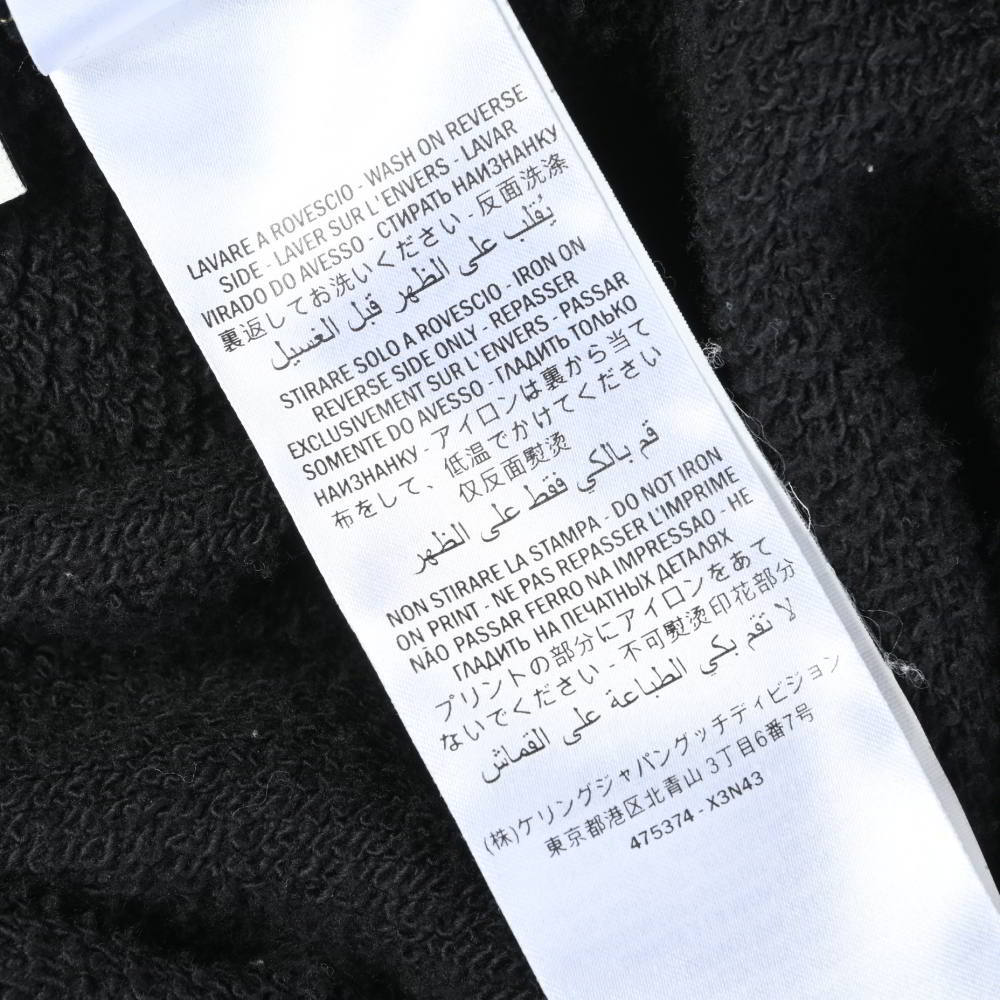 LAVARE A ROVESCIO - WASH ON REVERSE
SIDE - LAVER SUR L'ENVERS - LAVAR
VIRADO DO AVESSO - СТИРАТЬ НАИЗНАНКУ
裏返してお洗いください - 反面洗涤
يُقلب على الظهر قبل الغسيل
STIRARE SOLO A ROVESCIO - IRON ON
REVERSE SIDE ONLY - REPASSER
EXCLUSIVEMENT SUR L'ENVERS - PASSAR
SOMENTE DO AVESSO - ГЛАДИТЬ ТОЛЬКО
НАИЗНАНКУ - アイロンは裏から当て
布をして、低温でかけてください
仅反面熨烫
قم بالكي فقط على الظهر
NON STIRARE LA STAMPA - DO NOT IRON
ON PRINT - NE PAS REPASSER L'IMPRIME
NÃO PASSAR FERRO NA IMPRESSAO - НЕ
ГЛАДИТЬ НА ПЕЧАТНЫХ ДЕТАЛЯХ
プリントの部分にアイロンをあて
ないでください - 不可熨烫印花部分
لا تقم بكي الطباعة على القماش
(株)ケリングジャパングッチディビジョン
東京都港区北青山 3丁目6番7号
475374 - X3N43